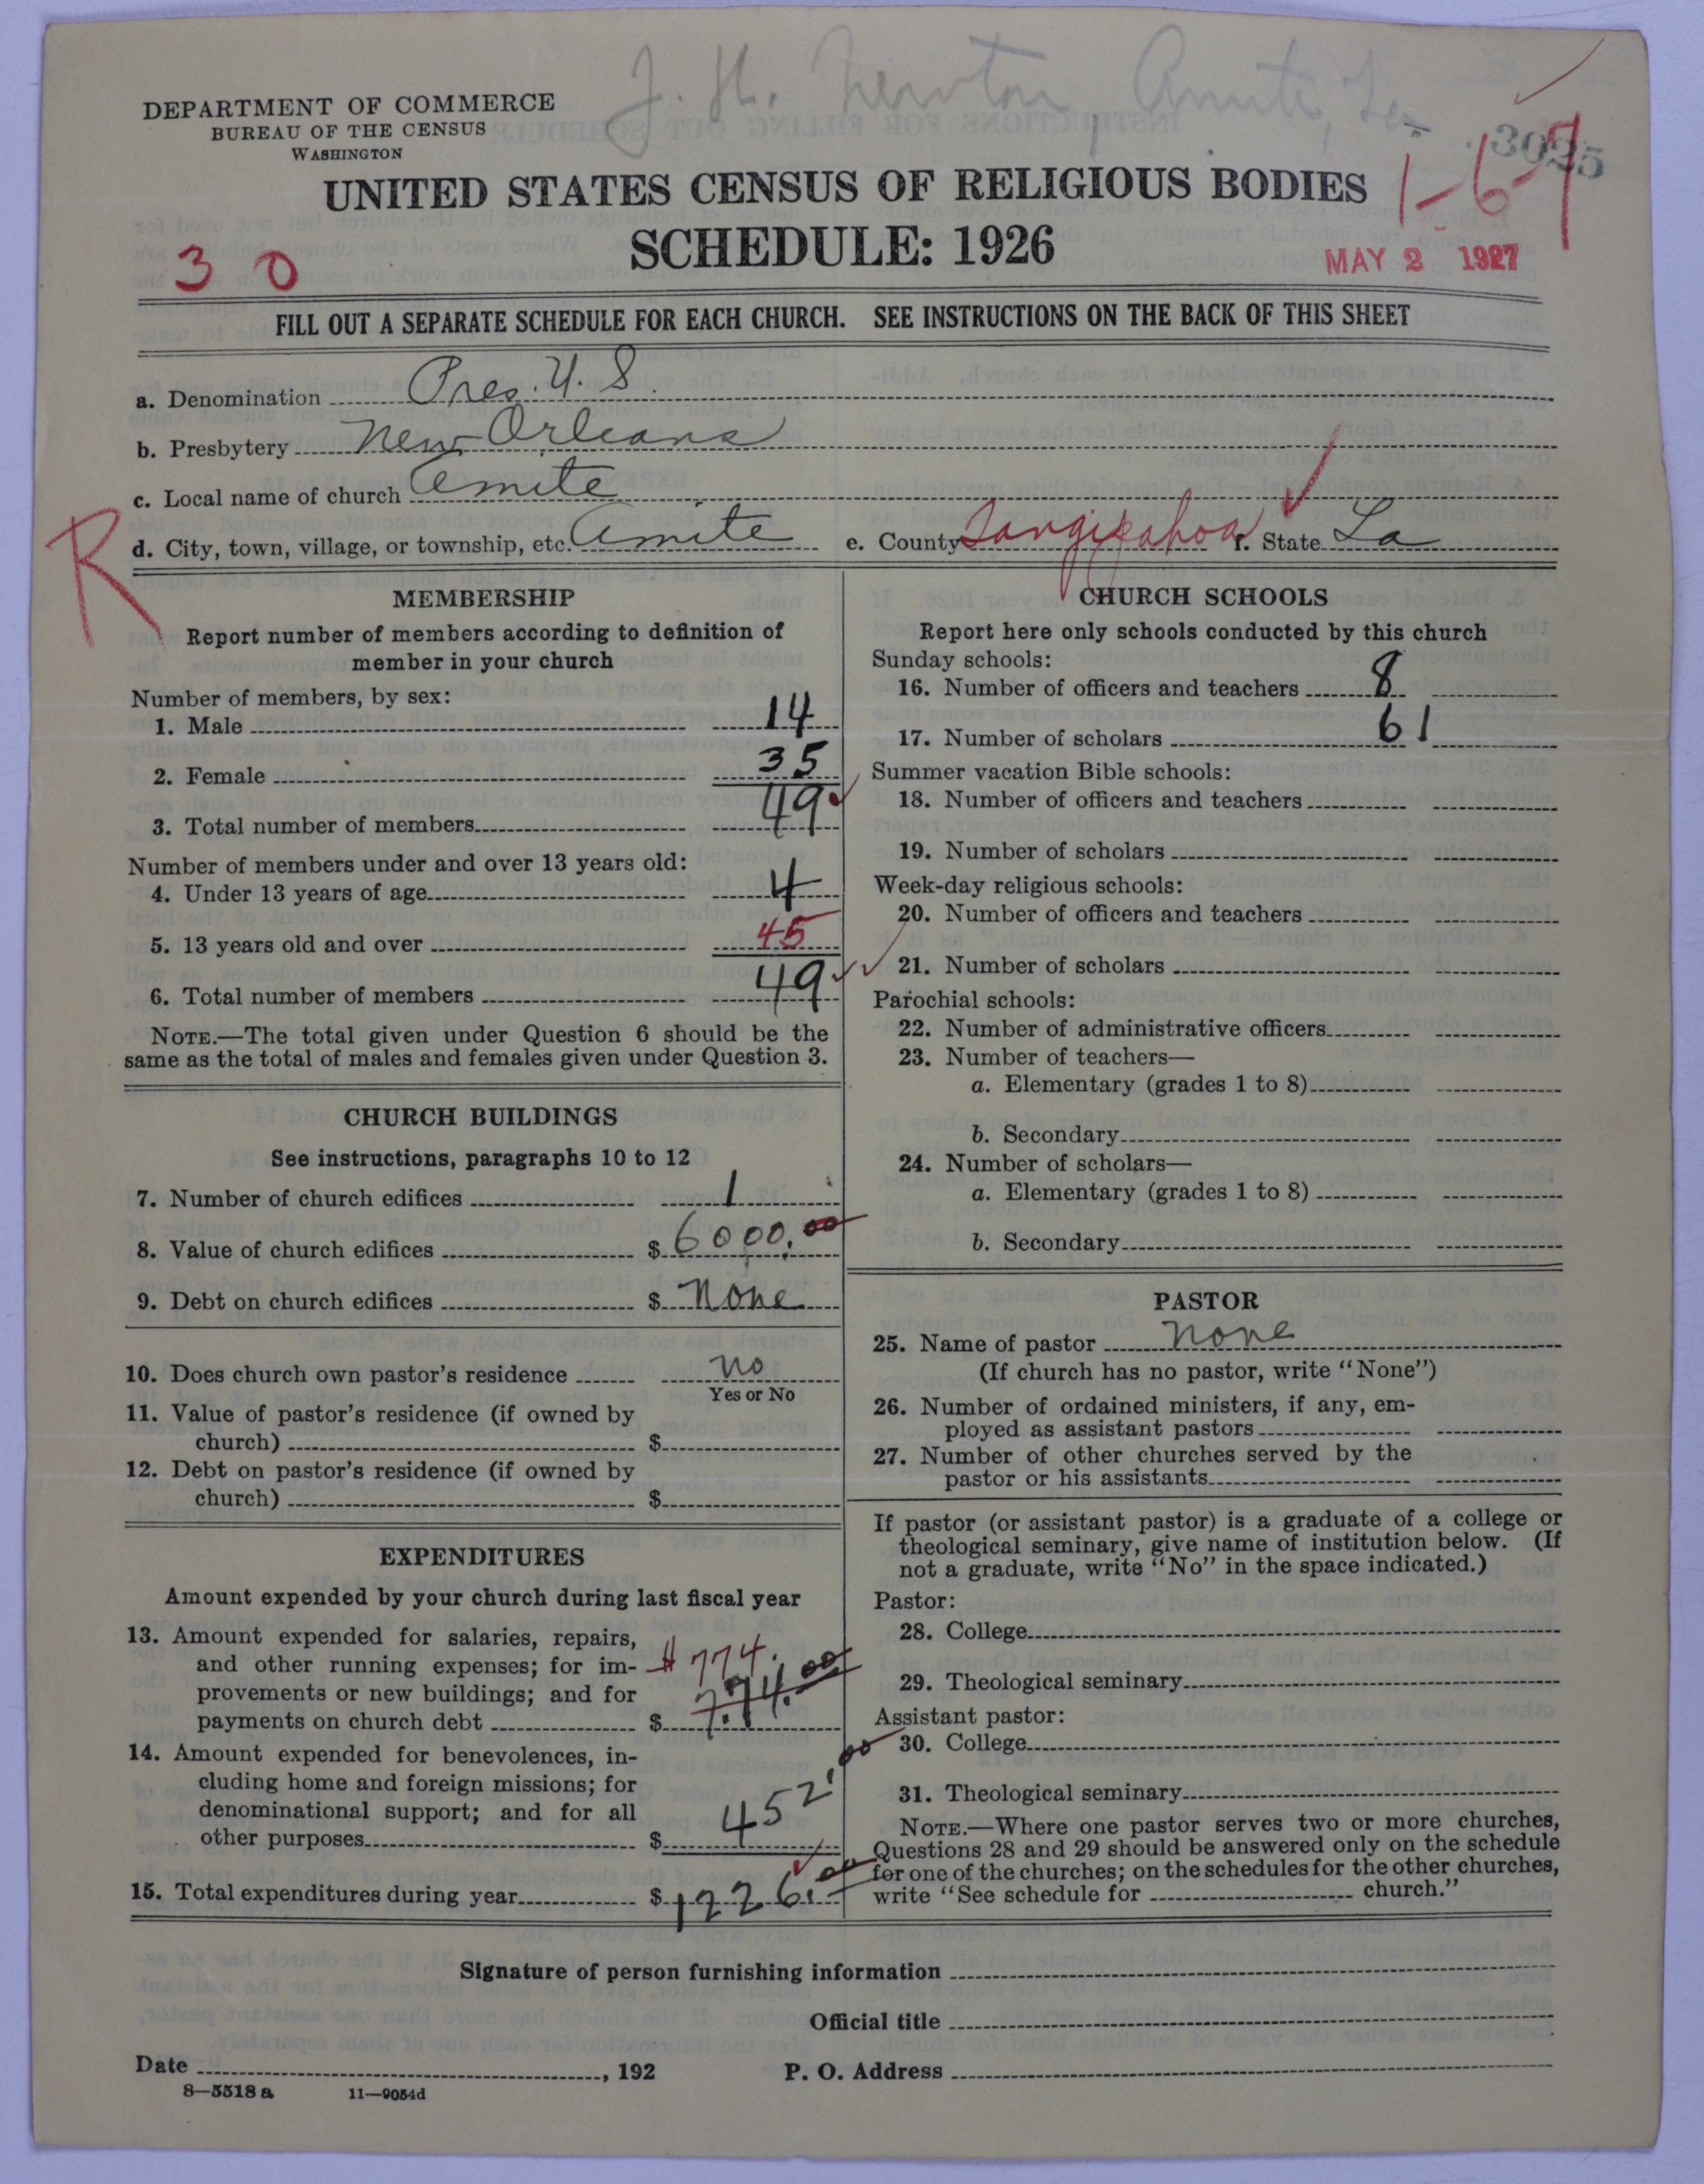 J. H. Newton, Amite, La.
DEPARTMENT OF COMMERCE
BUREAU OF THE CENSUS
WASHINGTON
3025
1-6-7
UNITED STATES CENSUS OF RELIGIOUS BODIES
SCHEDULE: 1926
30
MAY 2 1927
FILL OUT A SEPARATE SCHEDULE FOR EACH CHURCH. SEE INSTRUCTIONS ON THE BACK OF THIS SHEET
a. Denomination Pres. U. S.
b. Presbytery New Orleans
c. Local name of church Amite
R
d. City, town, village, or township, etc. Amite e. County Tangipahoa f. State La
MEMBERSHIP
Report number of members according to definition of
member in your church
Number of members, by sex:
1. Male 14
2. Female 35
3. Total number of members 49
Number of members under and over 13 years old:
4. Under 13 years of age 4
5. 13 years old and over 45
6. Total number of members 49
NOTE.—The total given under Question 6 should be the
same as the total of males and females given under Question 3.
CHURCH BUILDINGS
See instructions, paragraphs 10 to 12
7. Number of church edifices 1
8. Value of church edifices $ 6000.00
9. Debt on church edifices $ None
10. Does church own pastor's residence no
Yes or No
11. Value of pastor's residence (if owned by
church) $
12. Debt on pastor's residence (if owned by
church) $
EXPENDITURES
Amount expended by your church during last fiscal year
13. Amount expended for salaries, repairs,
and other running expenses; for im- $774.
provements or new buildings; and for
payments on church debt $ 7.74.00
14. Amount expended for benevolences, in-
cluding home and foreign missions; for
denominational support; and for all
other purposes $ 452.00
15. Total expenditures during year $ 1226.00
CHURCH SCHOOLS
Report here only schools conducted by this church
Sunday schools:
16. Number of officers and teachers 8
17. Number of scholars 61
Summer vacation Bible schools:
18. Number of officers and teachers
19. Number of scholars
Week-day religious schools:
20. Number of officers and teachers
21. Number of scholars
Parochial schools:
22. Number of administrative officers
23. Number of teachers—
a. Elementary (grades 1 to 8)
b. Secondary
24. Number of scholars—
a. Elementary (grades 1 to 8)
b. Secondary
PASTOR
25. Name of pastor None
(If church has no pastor, write "None")
26. Number of ordained ministers, if any, em-
ployed as assistant pastors
27. Number of other churches served by the
pastor or his assistants
If pastor (or assistant pastor) is a graduate of a college or
theological seminary, give name of institution below. (If
not a graduate, write "No" in the space indicated.)
Pastor:
28. College
29. Theological seminary
Assistant pastor:
30. College
31. Theological seminary
NOTE.—Where one pastor serves two or more churches,
Questions 28 and 29 should be answered only on the schedule
for one of the churches; on the schedules for the other churches,
write "See schedule for church."
Signature of person furnishing information
Official title
Date , 192 P. O. Address
8—5518 a 11—9054d